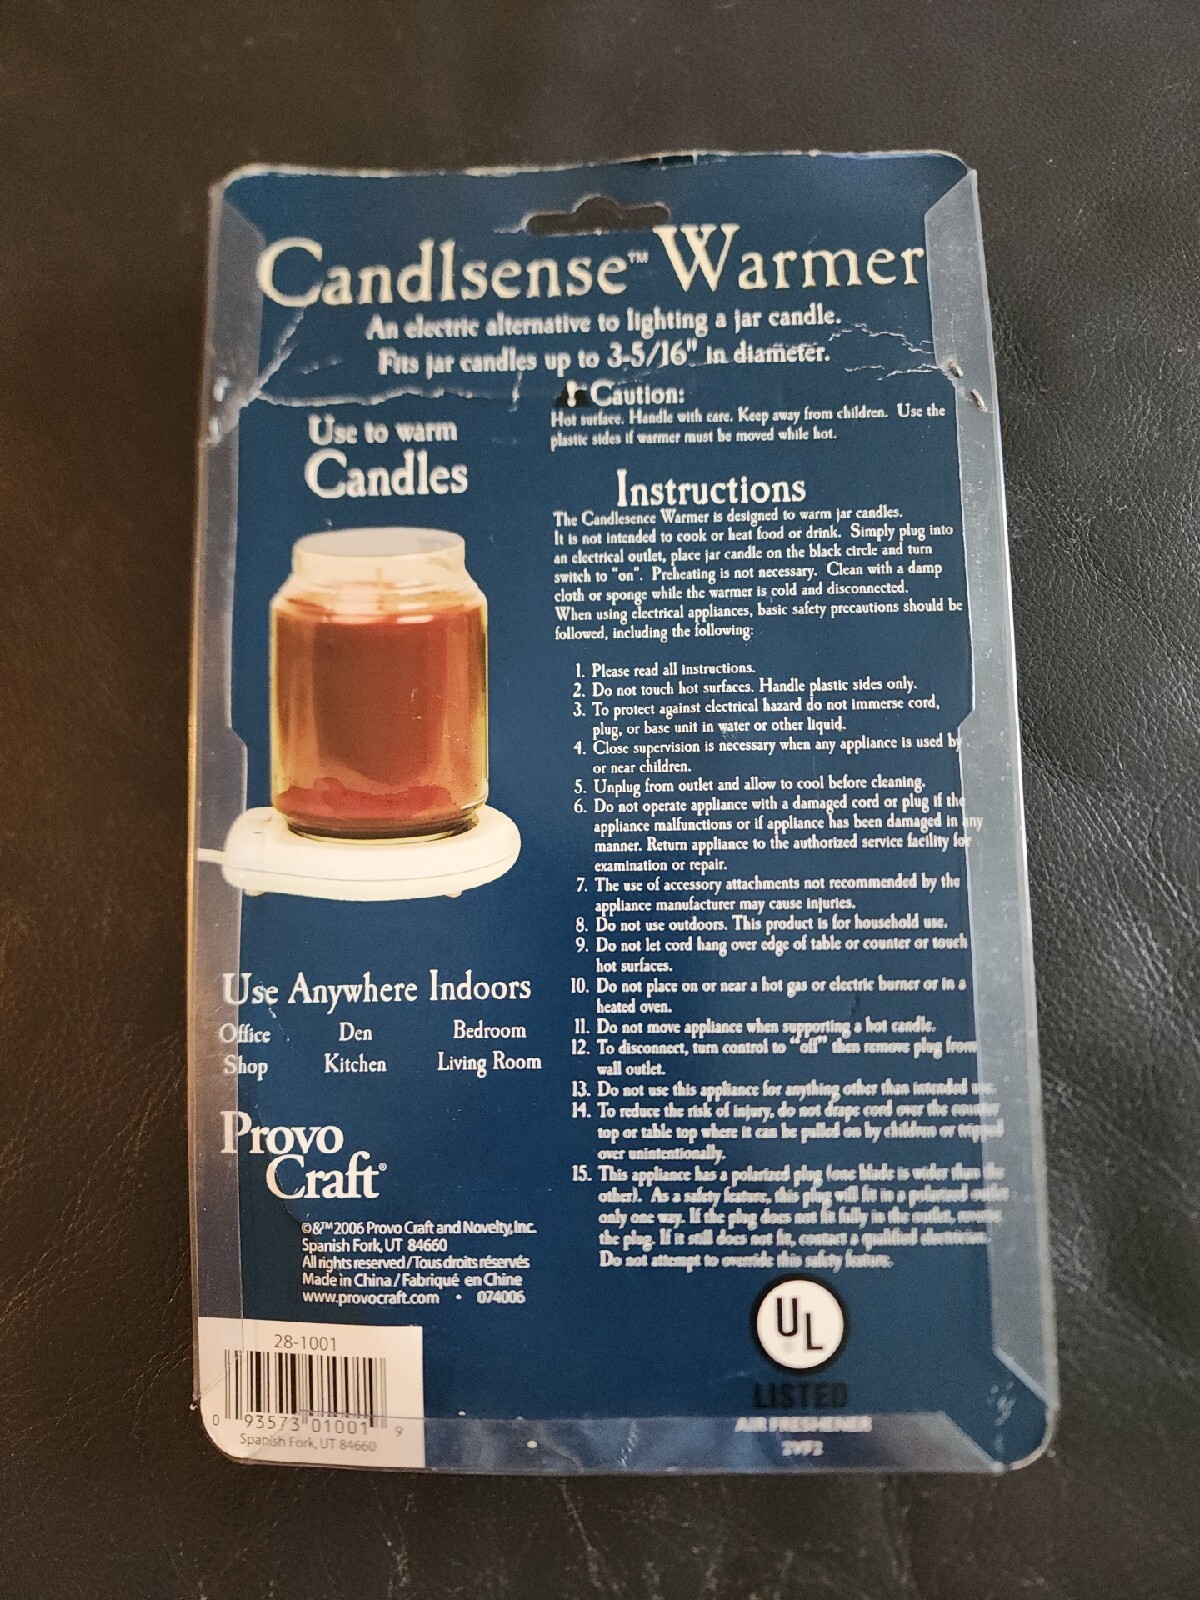 Candlsense™ Warmer
An electric alternative to lighting a jar candle.
Fits jar candles up to 3-5/16" in diameter.
! Caution:
Hot surface. Handle with care. Keep away from children. Use the
plastic sides if warmer must be moved while hot.
Use to warm
Candles
Instructions
The Candlesence Warmer is designed to warm jar candles.
It is not intended to cook or heat food or drink. Simply plug into
an electrical outlet, place jar candle on the black circle and turn
switch to "on". Preheating is not necessary. Clean with a damp
cloth or sponge while the warmer is cold and disconnected.
When using electrical appliances, basic safety precautions should be
followed, including the following:
1. Please read all instructions.
2. Do not touch hot surfaces. Handle plastic sides only.
3. To protect against electrical hazard do not immerse cord,
plug, or base unit in water or other liquid.
4. Close supervision is necessary when any appliance is used by
or near children.
5. Unplug from outlet and allow to cool before cleaning.
6. Do not operate appliance with a damaged cord or plug if the
appliance malfunctions or if appliance has been damaged in any
manner. Return appliance to the authorized service facility for
examination or repair.
7. The use of accessory attachments not recommended by the
appliance manufacturer may cause injuries.
8. Do not use outdoors. This product is for household use.
9. Do not let cord hang over edge of table or counter or touch
hot surfaces.
10. Do not place on or near a hot gas or electric burner or in a
heated oven.
11. Do not move appliance when supporting a hot candle.
12. To disconnect, turn control to "off" then remove plug from
wall outlet.
13. Do not use this appliance for anything other than intended use.
14. To reduce the risk of injury, do not drape cord over the counter
top or table top where it can be pulled on by children or tripped
over unintentionally.
15. This appliance has a polarized plug (one blade is wider than the
other). As a safety feature, this plug will fit in a polarized outlet
only one way. If the plug does not fit fully in the outlet, reverse
the plug. If it still does not fit, contact a qualified electrician.
Do not attempt to override this safety feature.
Use Anywhere Indoors
Office Den Bedroom
Shop Kitchen Living Room
Provo
Craft®
©&™2006 Provo Craft and Novelty, Inc.
Spanish Fork, UT 84660
All rights reserved / Tous droits réservés
Made in China / Fabriqué en Chine
www.provocraft.com • 074006
28-1001
0 93573 01001 9
Spanish Fork, UT 84660
UL
LISTED
AIR FRESHENER